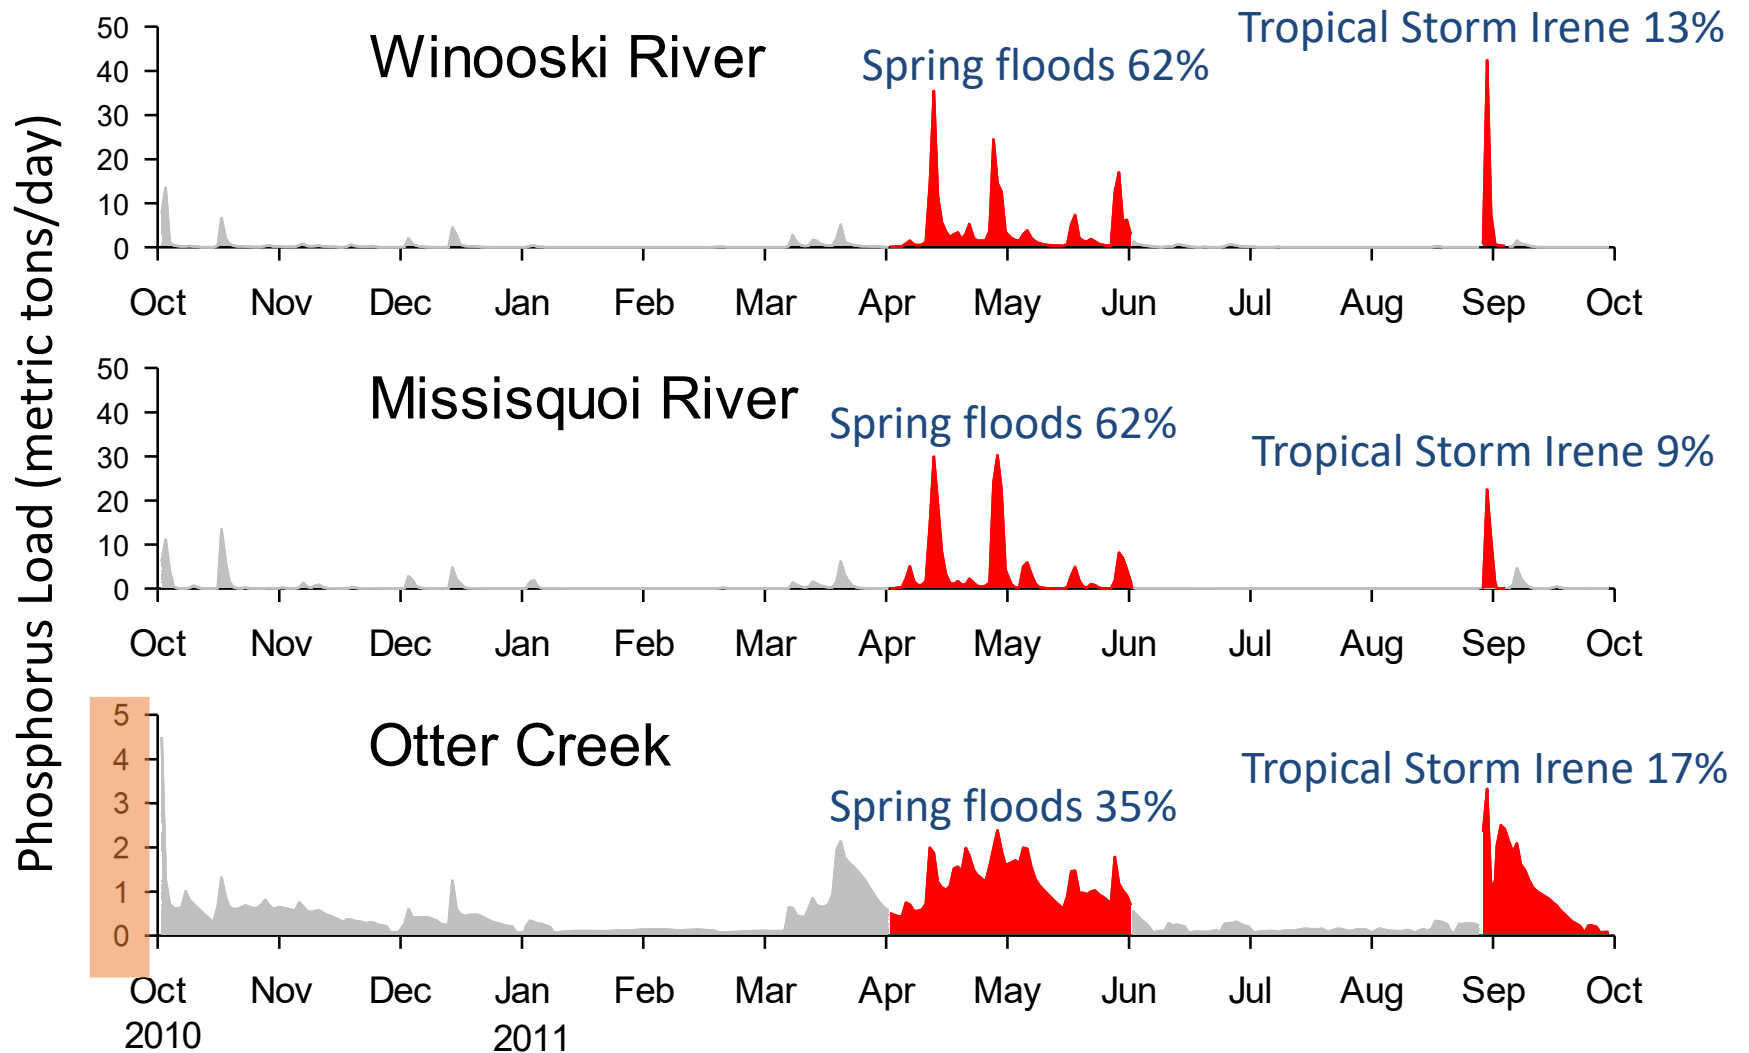 Phosphorus Load (metric tons/day)
Winooski River
Spring floods 62%
Tropical Storm Irene 13%
50
40
30
20
10
0
Oct Nov Dec Jan Feb Mar Apr May Jun Jul Aug Sep Oct
Missisquoi River
Spring floods 62%
Tropical Storm Irene 9%
50
40
30
20
10
0
Oct Nov Dec Jan Feb Mar Apr May Jun Jul Aug Sep Oct
Otter Creek
Spring floods 35%
Tropical Storm Irene 17%
5
4
3
2
1
0
Oct Nov Dec Jan Feb Mar Apr May Jun Jul Aug Sep Oct
2010 2011